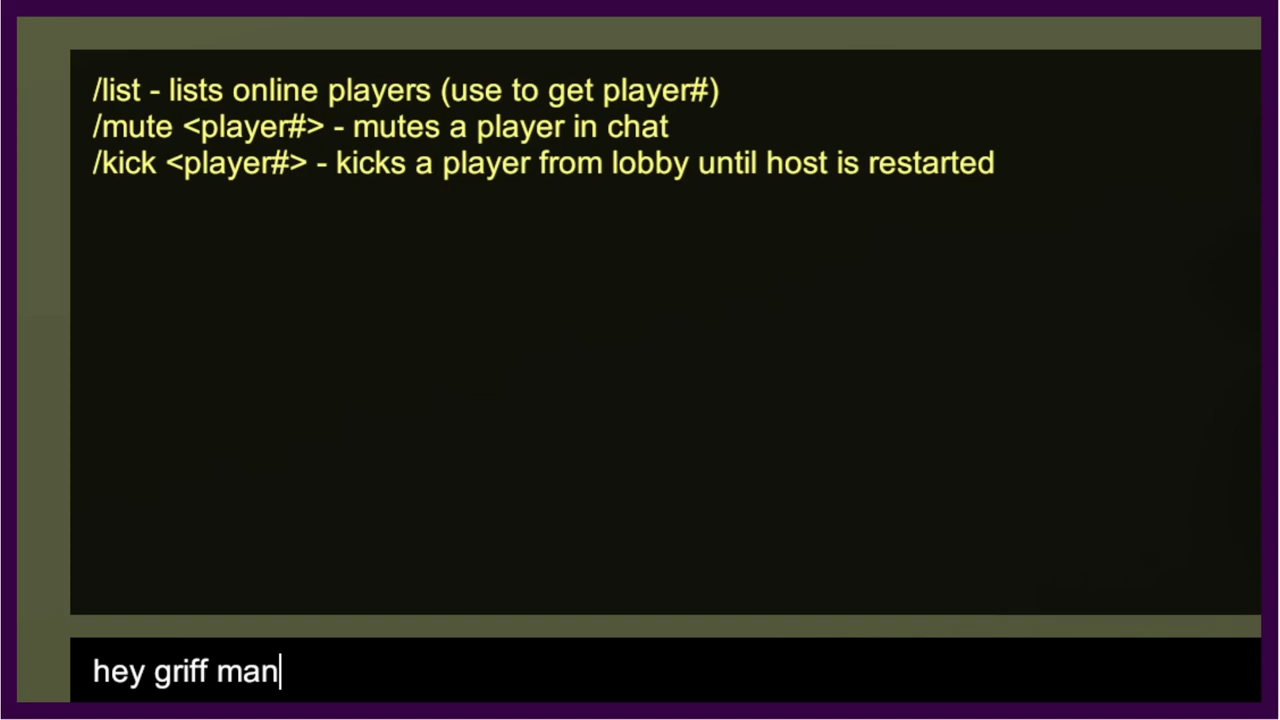 /list - lists online players (use to get player#)
/mute <player#> - mutes a player in chat
/kick <player#> - kicks a player from lobby until host is restarted
hey griff man